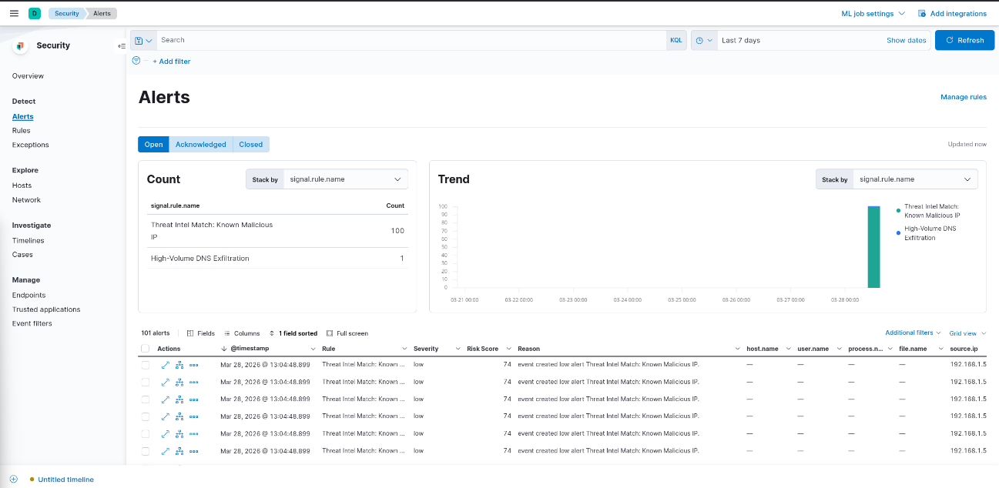 D Security Alerts ML job settings Add integrations
Security
Search KQL Last 7 days Show dates Refresh
+ Add filter
Overview
Detect
Alerts
Rules
Exceptions
Explore
Hosts
Network
Investigate
Timelines
Cases
Manage
Endpoints
Trusted applications
Event filters
Alerts
Manage rules
Open Acknowledged Closed
Updated now
Count Stack by signal.rule.name
signal.rule.name Count
Threat Intel Match: Known Malicious
IP
100
High-Volume DNS Exfiltration 1
Trend Stack by signal.rule.name
100
90
80
70
60
50
40
30
20
10
0
03-21 00:00 03-22 00:00 03-23 00:00 03-24 00:00 03-25 00:00 03-26 00:00 03-27 00:00 03-28 00:00
Threat Intel Match:
Known Malicious IP
High-Volume DNS
Exfiltration
101 alerts Fields Columns 1 field sorted Full screen Additional filters Grid view
Actions @timestamp Rule Severity Risk Score Reason host.name user.name process.n... file.name source.ip
Mar 28, 2026 @ 13:04:48.899 Threat Intel Match: Known ... low 74 event created low alert Threat Intel Match: Known Malicious IP. — — — — 192.168.1.5
Mar 28, 2026 @ 13:04:48.899 Threat Intel Match: Known ... low 74 event created low alert Threat Intel Match: Known Malicious IP. — — — — 192.168.1.5
Mar 28, 2026 @ 13:04:48.899 Threat Intel Match: Known ... low 74 event created low alert Threat Intel Match: Known Malicious IP. — — — — 192.168.1.5
Mar 28, 2026 @ 13:04:48.899 Threat Intel Match: Known ... low 74 event created low alert Threat Intel Match: Known Malicious IP. — — — — 192.168.1.5
Mar 28, 2026 @ 13:04:48.899 Threat Intel Match: Known ... low 74 event created low alert Threat Intel Match: Known Malicious IP. — — — — 192.168.1.5
Mar 28, 2026 @ 13:04:48.899 Threat Intel Match: Known ... low 74 event created low alert Threat Intel Match: Known Malicious IP. — — — — 192.168.1.5
Untitled timeline